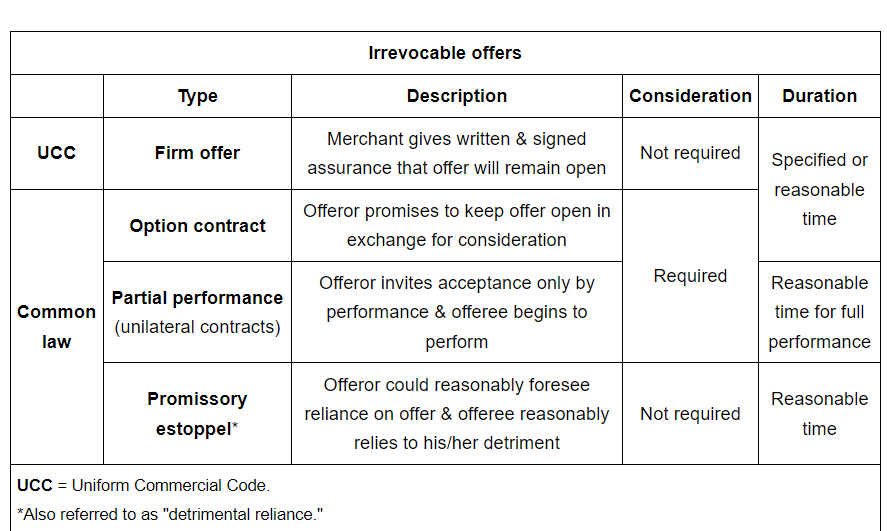 Irrevocable offers
Type
Description
Consideration
Duration
UCC
Firm offer
Merchant gives written & signed
assurance that offer will remain open
Not required
Specified or
reasonable
time
Common
law
Option contract
Offeror promises to keep offer open in
exchange for consideration
Required
Partial performance
(unilateral contracts)
Offeror invites acceptance only by
performance & offeree begins to
perform
Reasonable
time for full
performance
Promissory
estoppel*
Offeror could reasonably foresee
reliance on offer & offeree reasonably
relies to his/her detriment
Not required
Reasonable
time
UCC = Uniform Commercial Code.
*Also referred to as "detrimental reliance."